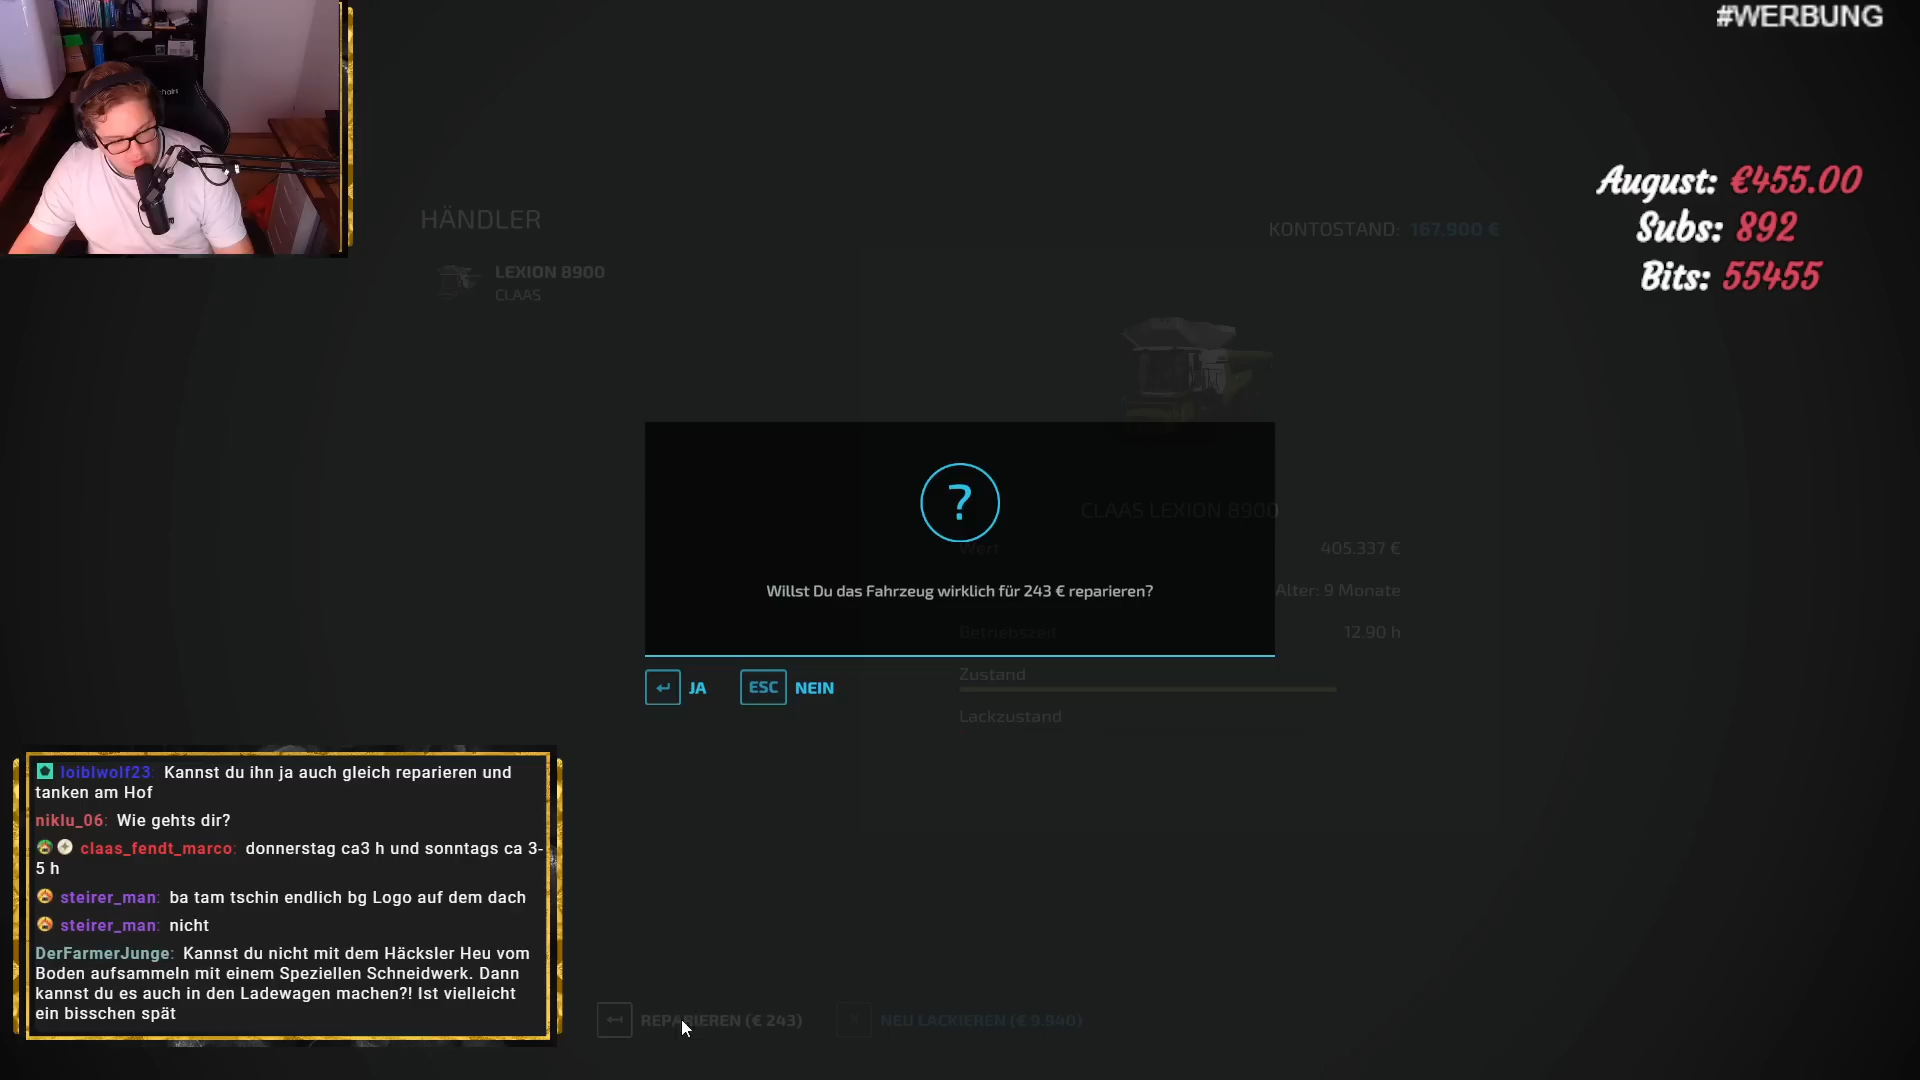 #WERBUNG
August: €455.00
Subs: 892
Bits: 55455
HÄNDLER
KONTOSTAND: 167.900 €
LEXION 8900
CLAAS
?
CLAAS LEXION 8900
Wert 405.337 €
Willst Du das Fahrzeug wirklich für 243 € reparieren?
Alter: 9 Monate
Getriebszeit 12.90 h
Zustand
Lackzustand
JA ESC NEIN
loiblwolf23: Kannst du ihn ja auch gleich reparieren und
tanken am Hof
niklu_06: Wie gehts dir?
claas_fendt_marco: donnerstag ca3 h und sonntags ca 3-
5 h
steirer_man: ba tam tschin endlich bg Logo auf dem dach
steirer_man: nicht
DerFarmerJunge: Kannst du nicht mit dem Häcksler Heu vom
Boden aufsammeln mit einem Speziellen Schneidwerk. Dann
kannst du es auch in den Ladewagen machen?! Ist vielleicht
ein bisschen spät
REPARIEREN (€ 243) X NEU LACKIEREN (€ 9.940)